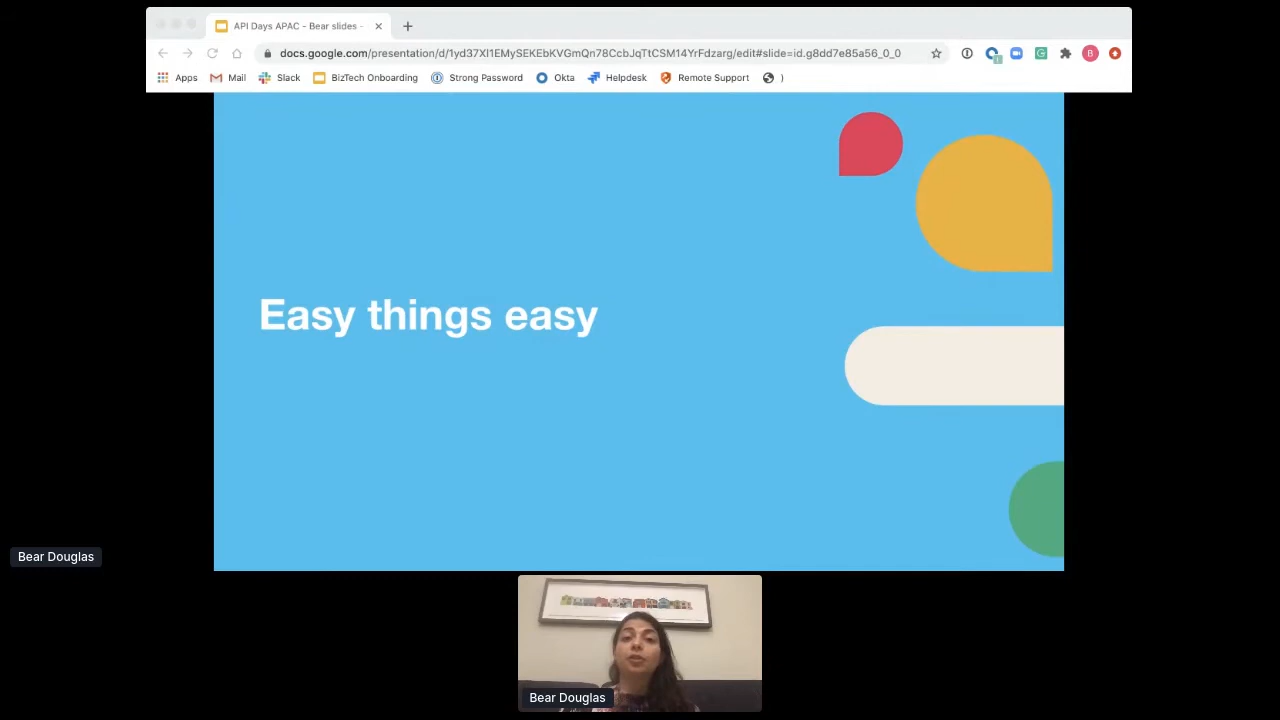 API Days APAC - Bear slides -
docs.google.com/presentation/d/1yd37XI1EMySEKEbKVGmQn78CcbJqTtCSM14YrFdzarg/edit#slide=id.g8dd7e85a56_0_0
B
Apps Mail Slack BizTech Onboarding Strong Password Okta Helpdesk Remote Support )
Easy things easy
Bear Douglas
Bear Douglas